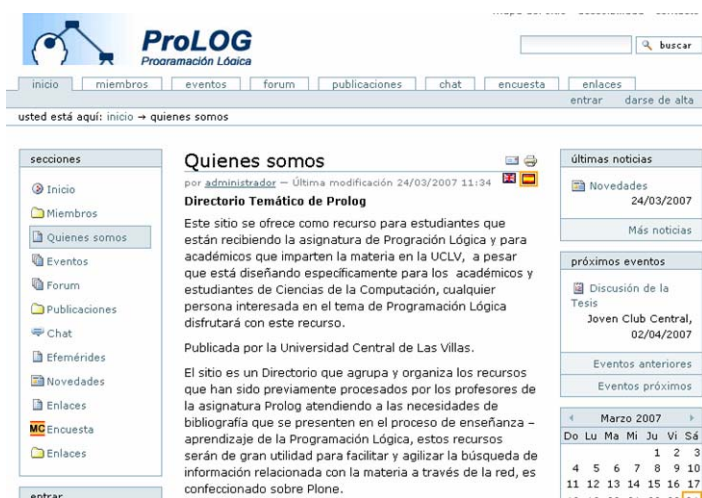 ProLOG
Programación Lógica
buscar
inicio miembros eventos forum publicaciones chat encuesta enlaces
entrar darse de alta
usted está aquí: inicio → quienes somos
secciones
Inicio
Miembros
Quienes somos
Eventos
Forum
Publicaciones
Chat
Efemérides
Novedades
Enlaces
MC Encuesta
Enlaces
entrar
Quienes somos
por administrador — Última modificación 24/03/2007 11:34
Directorio Temático de Prolog
Este sitio se ofrece como recurso para estudiantes que
están recibiendo la asignatura de Progración Lógica y para
académicos que imparten la materia en la UCLV, a pesar
que está diseñando específicamente para los académicos y
estudiantes de Ciencias de la Computación, cualquier
persona interesada en el tema de Programación Lógica
disfrutará con este recurso.
Publicada por la Universidad Central de Las Villas.
El sitio es un Directorio que agrupa y organiza los recursos
que han sido previamente procesados por los profesores de
la asignatura Prolog atendiendo a las necesidades de
bibliografía que se presenten en el proceso de enseñanza –
aprendizaje de la Programación Lógica, estos recursos
serán de gran utilidad para facilitar y agilizar la búsqueda de
información relacionada con la materia a través de la red, es
confeccionado sobre Plone.
últimas noticias
Novedades
24/03/2007
Más noticias
próximos eventos
Discusión de la
Tesis
Joven Club Central,
02/04/2007
Eventos anteriores
Eventos próximos
Marzo 2007
Do Lu Ma Mi Ju Vi Sá
1 2 3
4 5 6 7 8 9 10
11 12 13 14 15 16 17